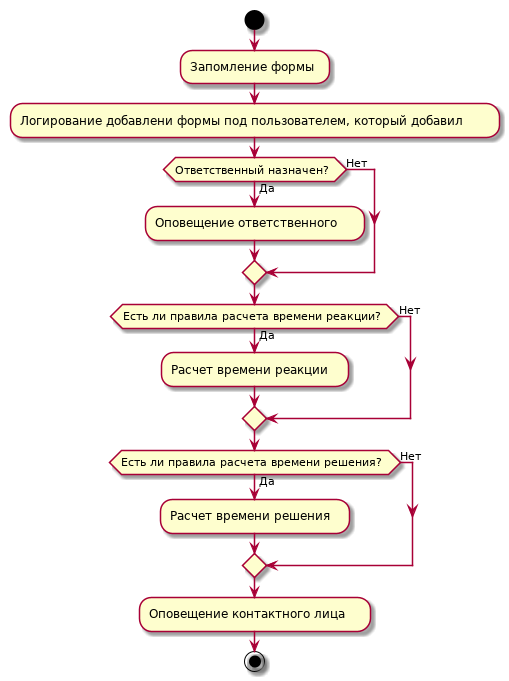 Запомление формы
Логирование добавлени формы под пользователем, который добавил
Ответственный назначен?
Нет
Да
Оповещение ответственного
Есть ли правила расчета времени реакции?
Нет
Да
Расчет времени реакции
Есть ли правила расчета времени решения?
Нет
Да
Расчет времени решения
Оповещение контактного лица